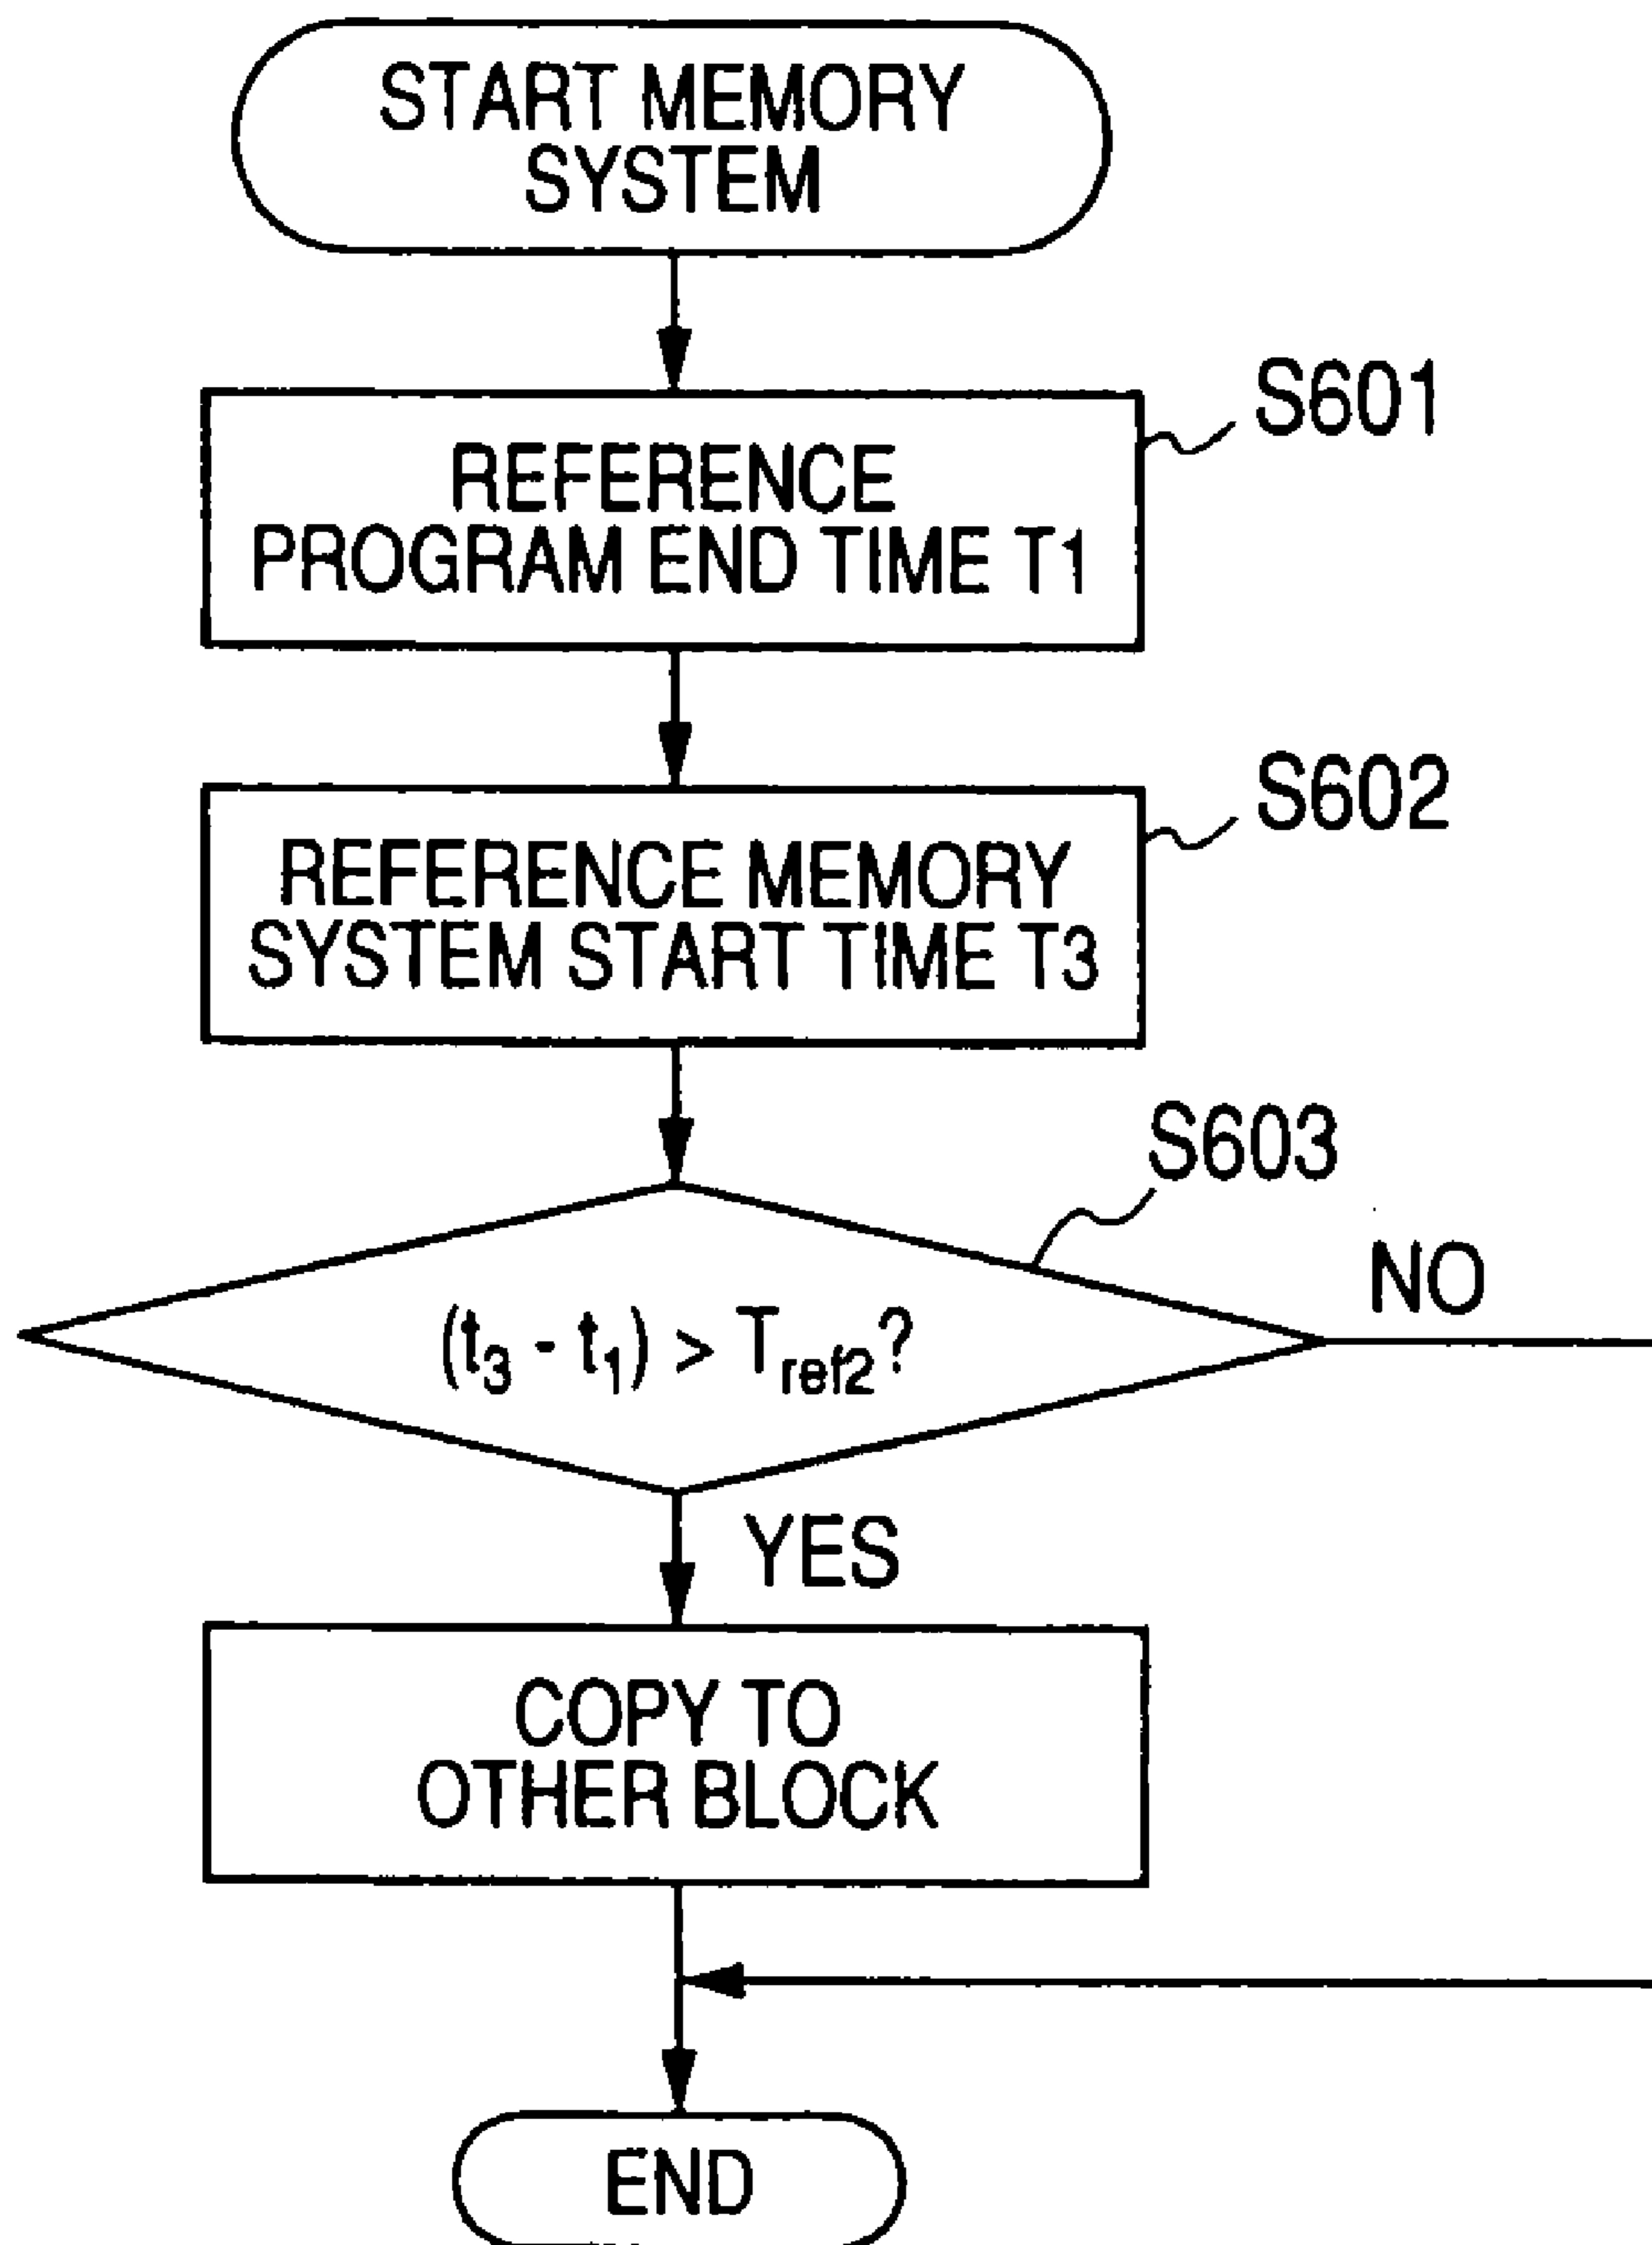 START MEMORY
SYSTEM
S601
REFERENCE
PROGRAM END TIME T1
S602
REFERENCE MEMORY
SYSTEM START TIME T3
S603
NO
(t3 - t1) > Tref2?
YES
COPY TO
OTHER BLOCK
END